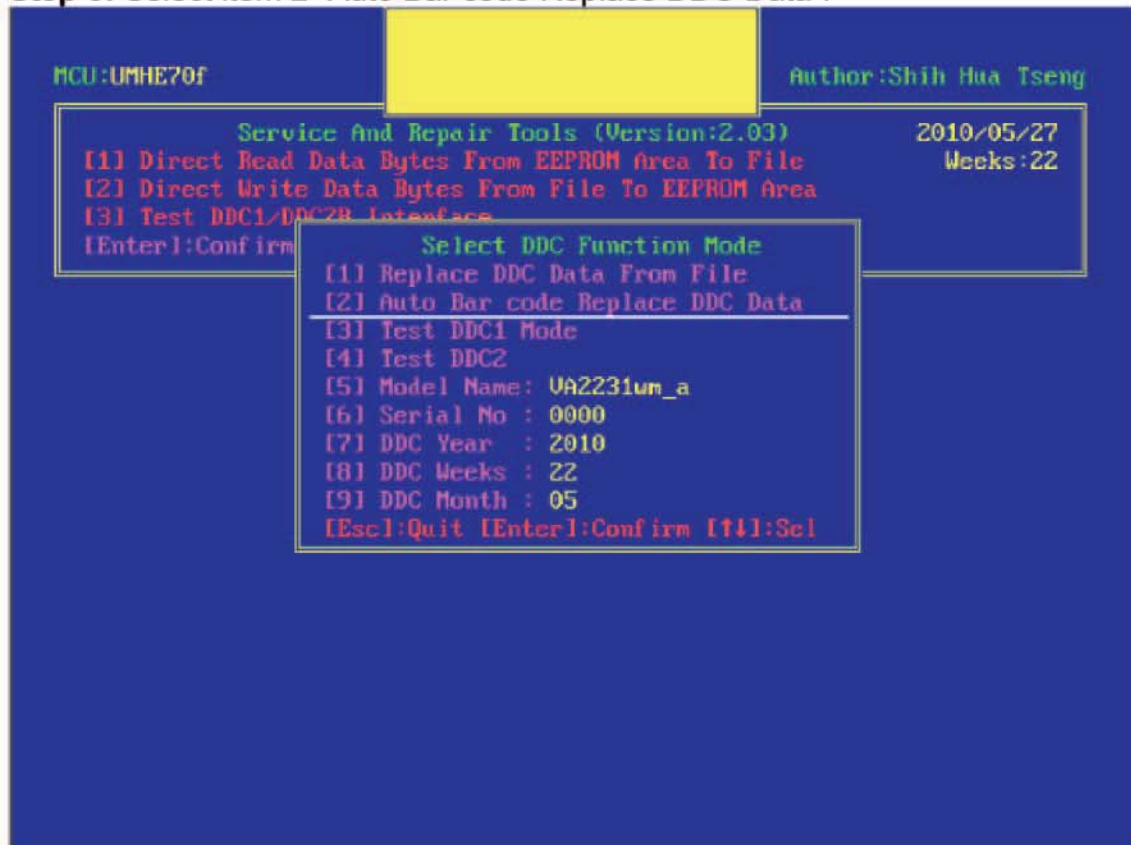 MCU:UMHE70f
Author:Shih Hua Tseng
Service And Repair Tools (Version:2.03) 2010/05/27
[1] Direct Read Data Bytes From EEPROM Area To File Weeks:22
[2] Direct Write Data Bytes From File To EEPROM Area
[3] Test DDC1/DDC2B Interface
[Enter]:Confirm
Select DDC Function Mode
[1] Replace DDC Data From File
[2] Auto Bar code Replace DDC Data
[3] Test DDC1 Mode
[4] Test DDC2
[5] Model Name: VA2231wm_a
[6] Serial No : 0000
[7] DDC Year : 2010
[8] DDC Weeks : 22
[9] DDC Month : 05
[Esc]:Quit [Enter]:Confirm [↑↓]:Sel